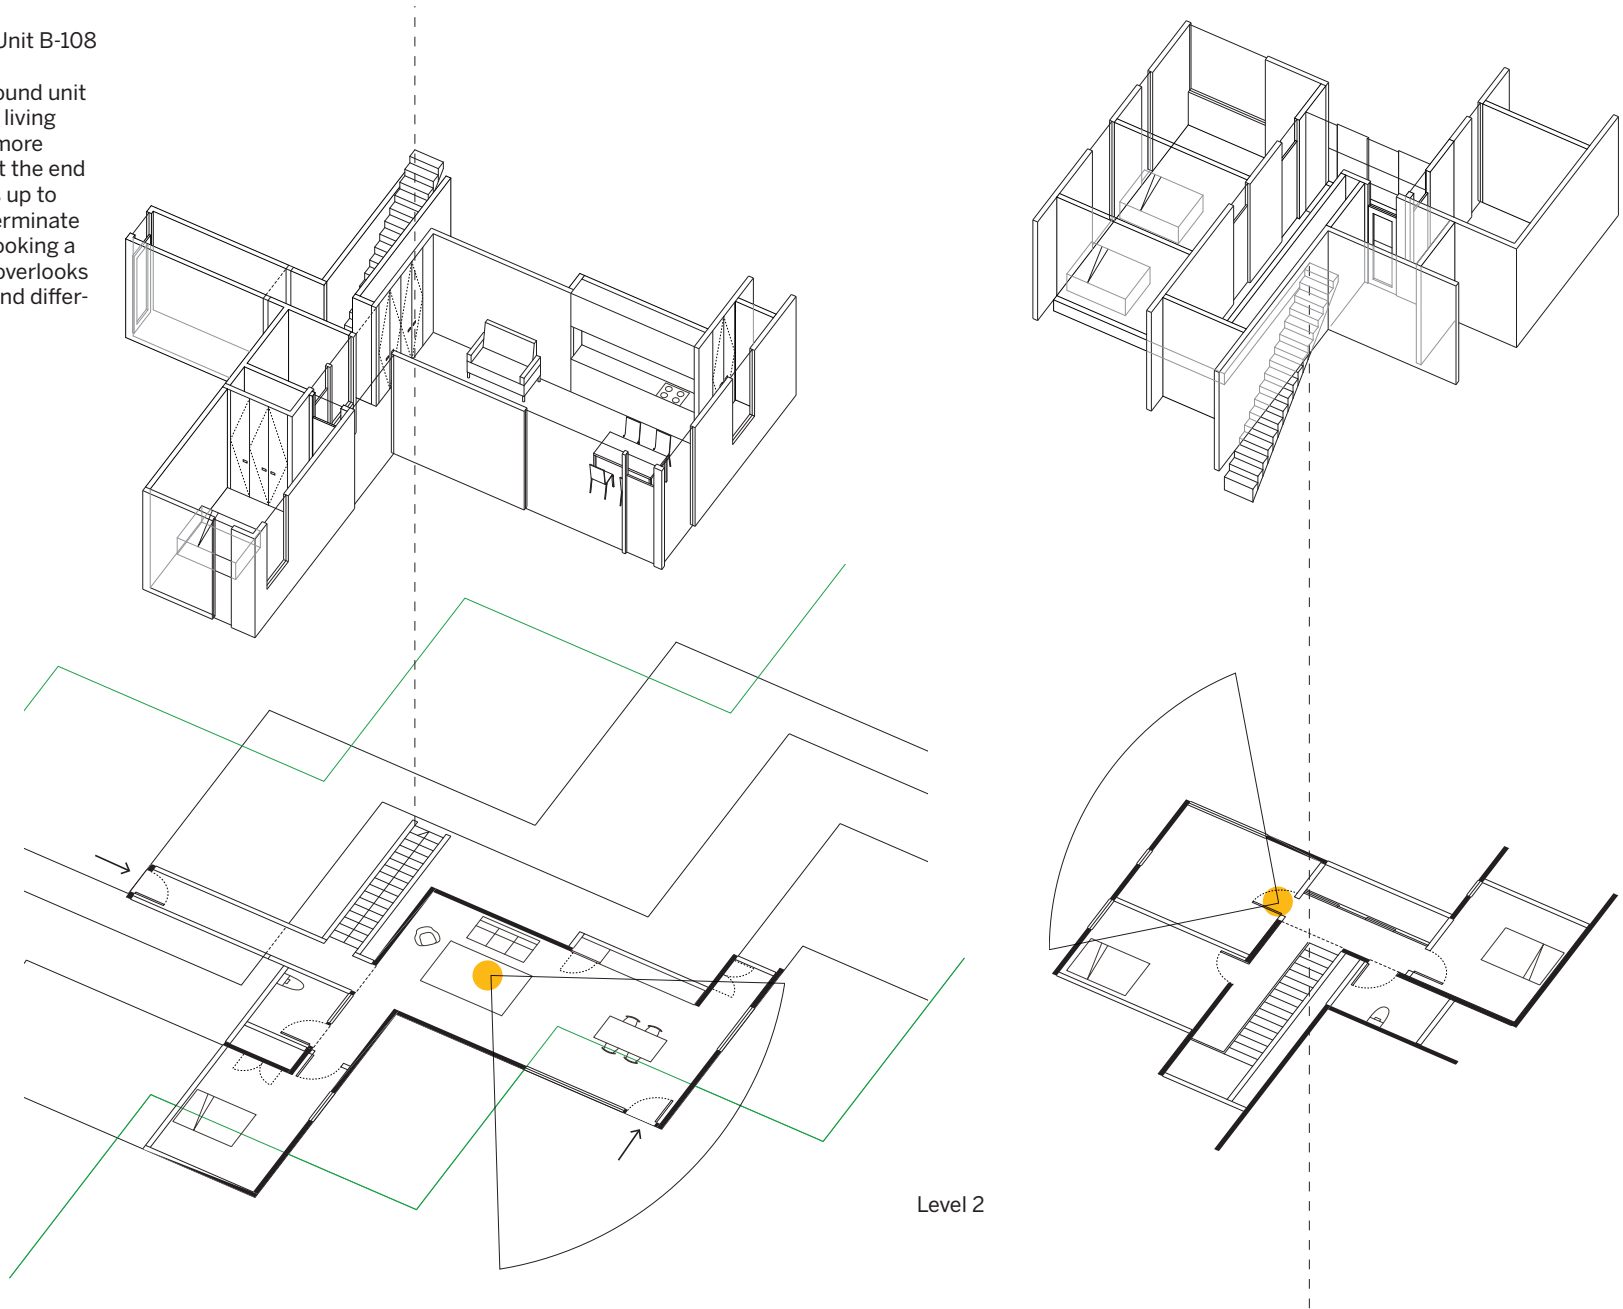 Unit B-108
ound unit
living
more
t the end
s up to
erminate
ooking a
overlooks
nd differ-
Level 2